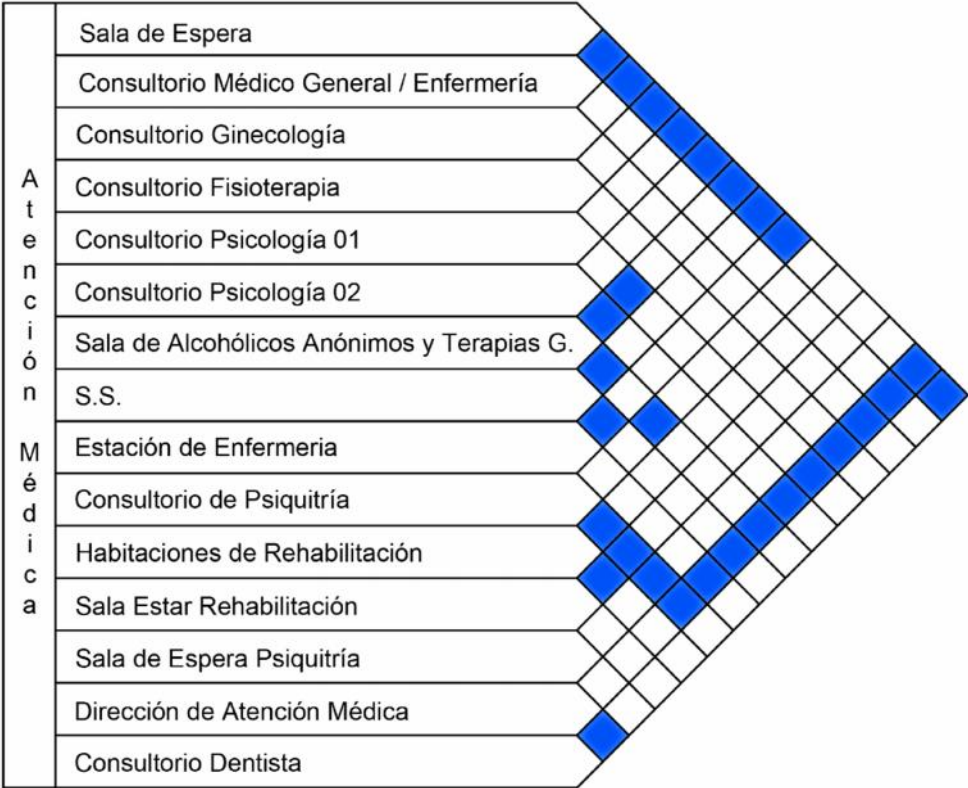 Sala de Espera
Consultorio Médico General / Enfermería
Consultorio Ginecología
Consultorio Fisioterapia
Consultorio Psicología 01
Consultorio Psicología 02
Sala de Alcohólicos Anónimos y Terapias G.
S.S.
Estación de Enfermeria
Consultorio de Psiquitría
Habitaciones de Rehabilitación
Sala Estar Rehabilitación
Sala de Espera Psiquitría
Dirección de Atención Médica
Consultorio Dentista
Atención Médica